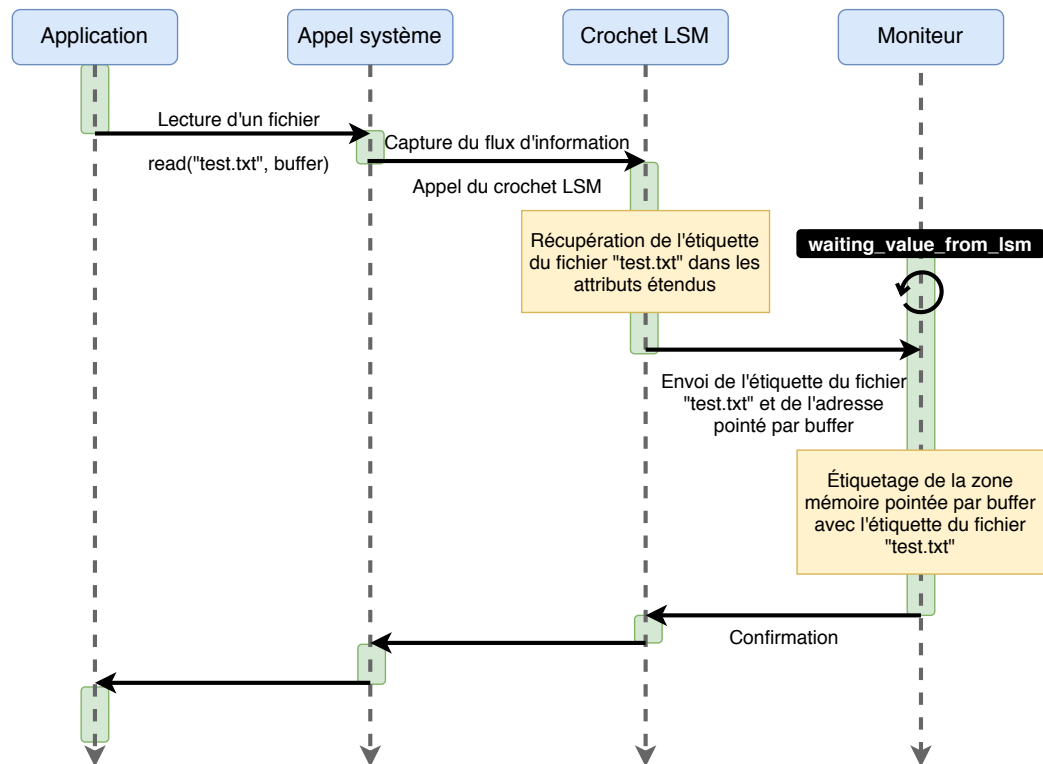 Application
Appel système
Crochet LSM
Moniteur
Lecture d'un fichier
read("test.txt", buffer)
Capture du flux d'information
Appel du crochet LSM
Récupération de l'étiquette
du fichier "test.txt" dans les
attributs étendus
waiting_value_from_lsm
Envoi de l'étiquette du fichier
"test.txt" et de l'adresse
pointé par buffer
Étiquetage de la zone
mémoire pointée par buffer
avec l'étiquette du fichier
"test.txt"
Confirmation